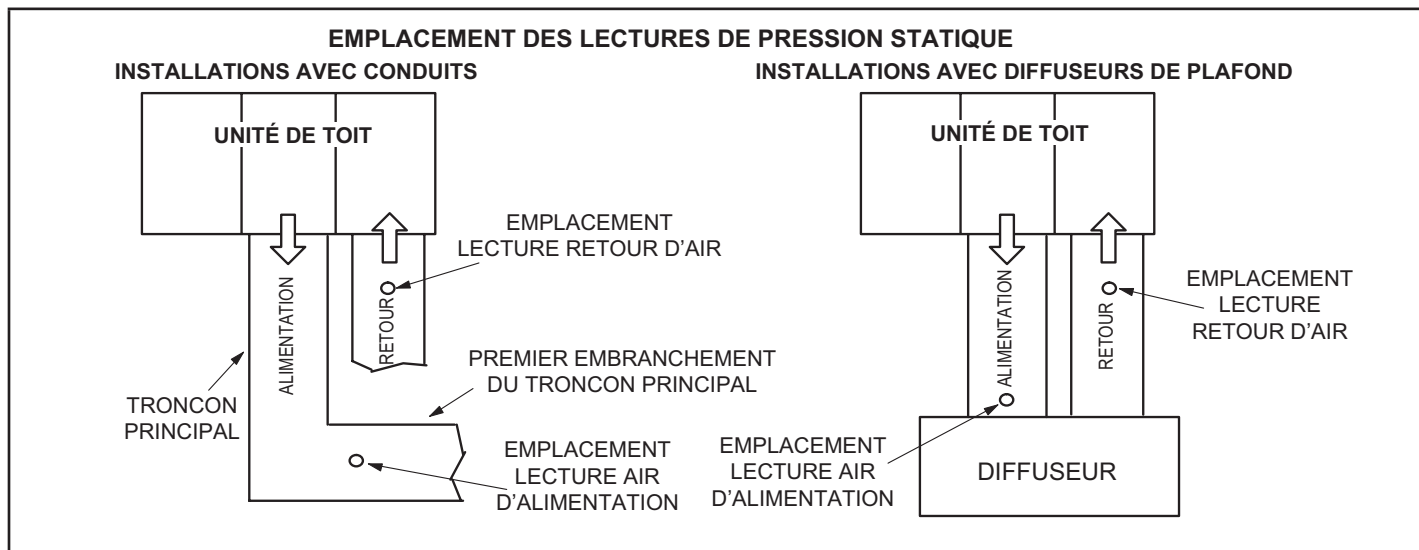 EMPLACEMENT DES LECTURES DE PRESSION STATIQUE
INSTALLATIONS AVEC CONDUITS
UNITÉ DE TOIT
EMPLACEMENT
LECTURE RETOUR D’AIR
ALIMENTATION
RETOUR
PREMIER EMBRANCHEMENT
DU TRONCON PRINCIPAL
TRONCON
PRINCIPAL
EMPLACEMENT
LECTURE AIR
D’ALIMENTATION
INSTALLATIONS AVEC DIFFUSEURS DE PLAFOND
UNITÉ DE TOIT
EMPLACEMENT
LECTURE
RETOUR D’AIR
ALIMENTATION
RETOUR
EMPLACEMENT
LECTURE AIR
D’ALIMENTATION
DIFFUSEUR